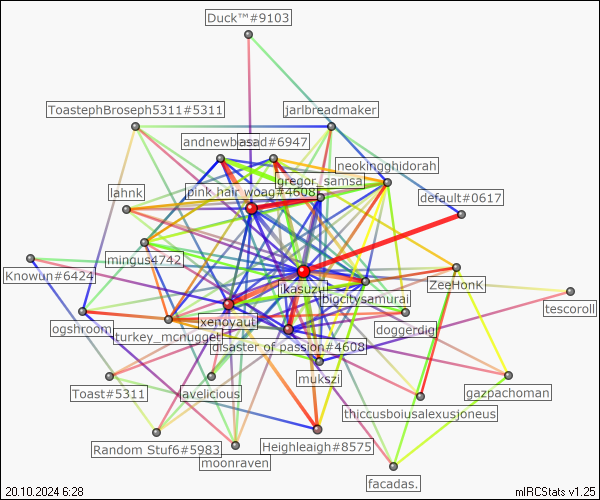 Duck™#9103
ToastephBroseph5311#5311
jarlbreadmaker
andnewbasc
asad#6947
neokingghidorah
gregor_samsa
lahnk
pink hair woag#4608
default#0617
mingus4742
Knowun#6424
ikasuzu
ZeeHonk
bigcitysamurai
tescoroll
ogshroom
xenovaut
doggerdig
turkey_mcnugget
disaster of passion#4608
mukszi
Toast#5311
lavelicious
gazpachoman
thiccusboiusalexusjoneus
Random Stuf6#5983
Heighleaigh#8575
moonraven
facadas.
20.10.2024 6:28
mIRCStats v1.25